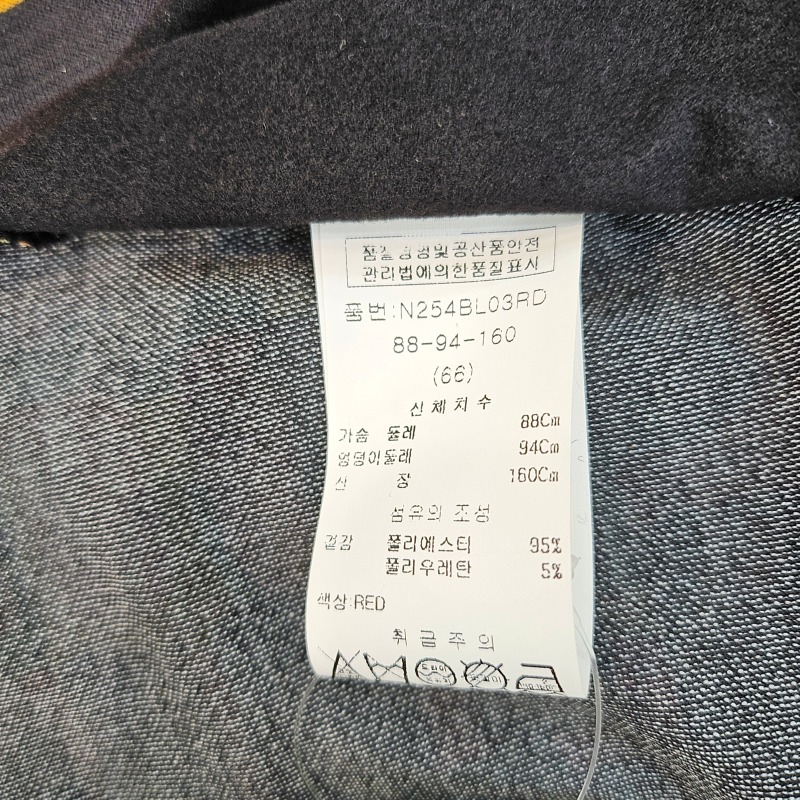 품질경영및공산품안전
관리법에의한품질표시
품번:N254BL03RD
88-94-160
(66)
신체치수
가슴 둘레 88Cm
엉덩이둘레 94Cm
신 장 160Cm
섬유의 조성
겉감 폴리에스터 95%
폴리우레탄 5%
색상:RED
취급주의
드라이